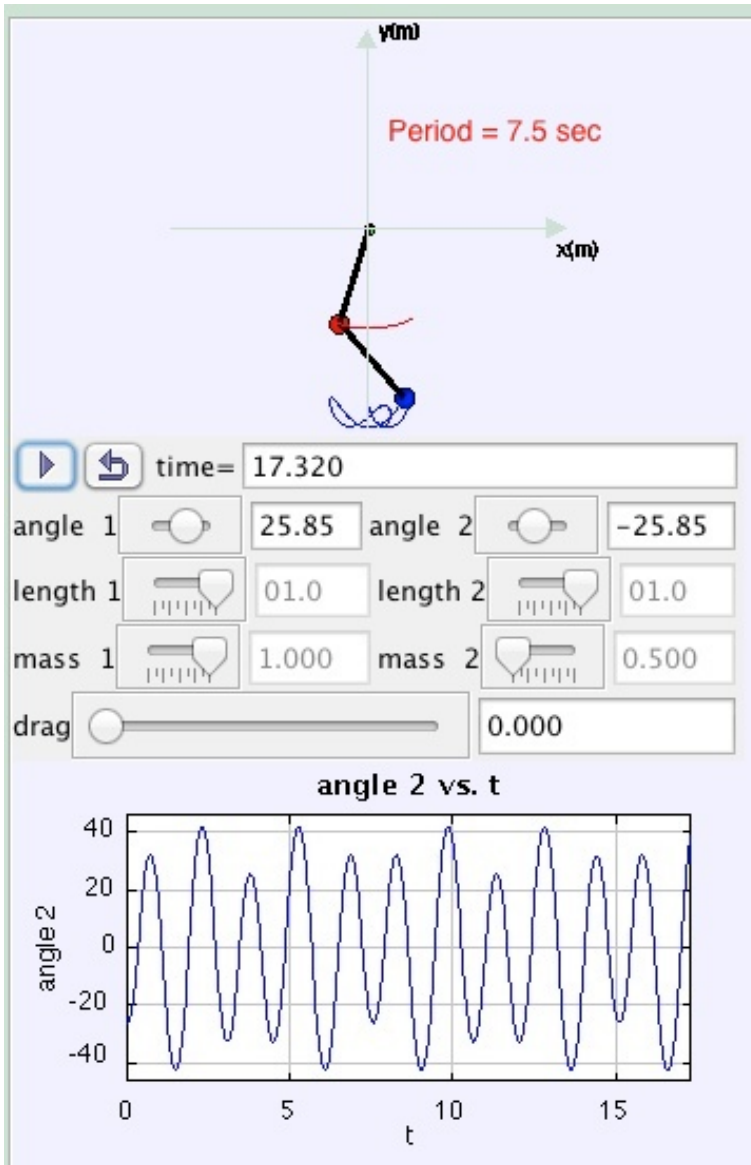 y(m)
Period = 7.5 sec
x(m)
time= 17.320
angle 1 25.85 angle 2 -25.85
length 1 01.0 length 2 01.0
mass 1 1.000 mass 2 0.500
drag 0.000
angle 2 vs. t
40
20
0
-20
-40
angle 2
0 5 10 15
t